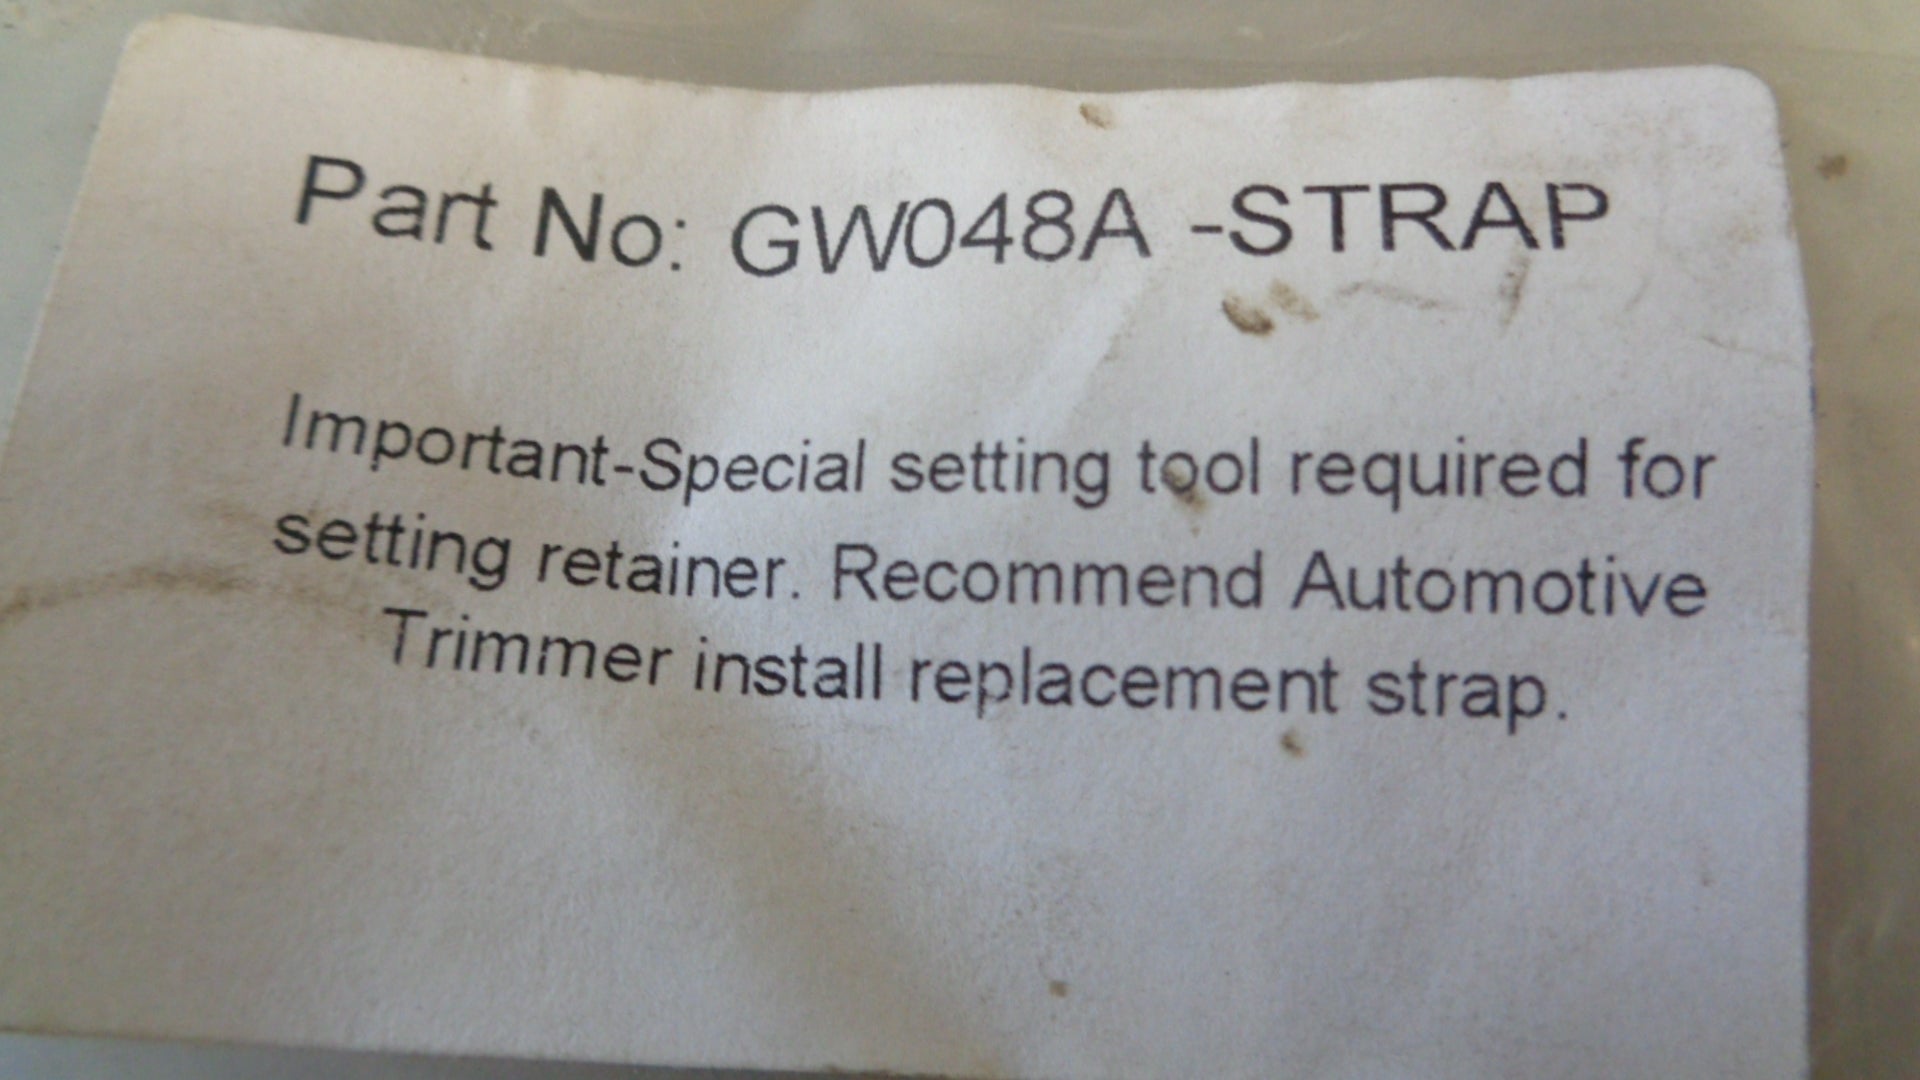 Part No: GW048A -STRAP
Important-Special setting tool required for
setting retainer. Recommend Automotive
Trimmer install replacement strap.